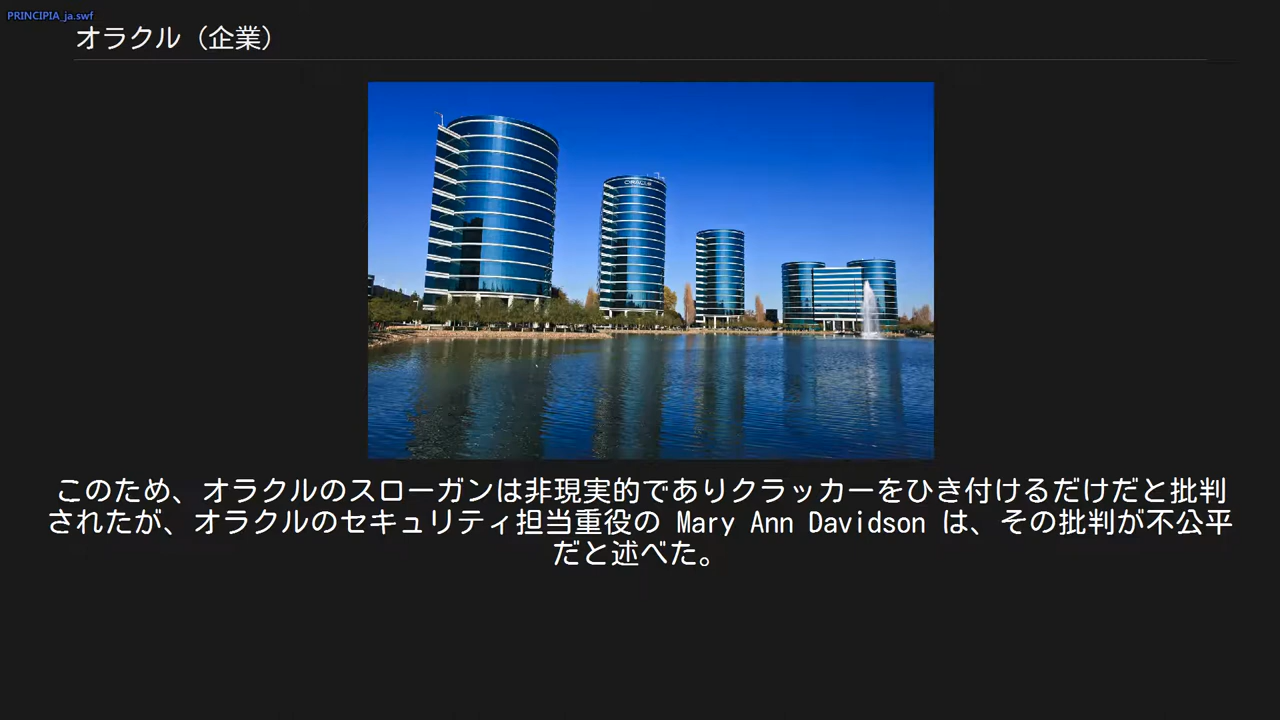 PRINCIPIA_ja.swf
オラクル（企業）
ORACLE
このため、オラクルのスローガンは非現実的でありクラッカーをひき付けるだけだと批判
されたが、オラクルのセキュリティ担当重役の Mary Ann Davidson は、その批判が不公平
だと述べた。